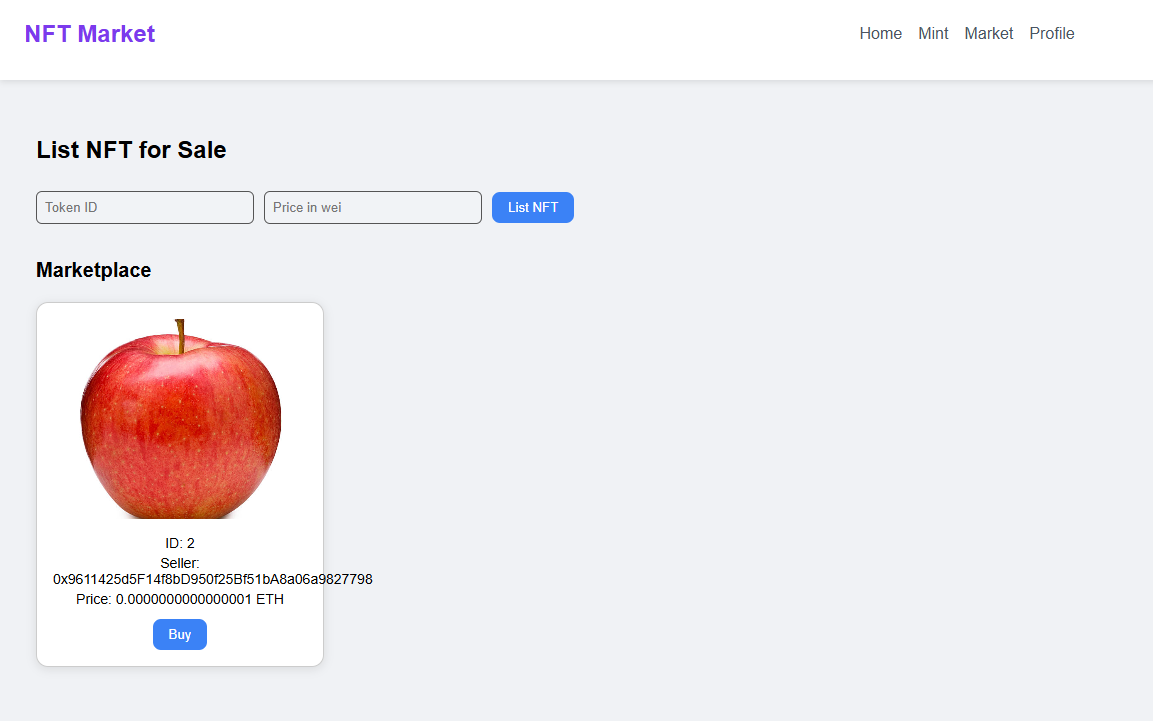 NFT Market
Home Mint Market Profile
List NFT for Sale
Token ID
Price in wei
List NFT
Marketplace
ID: 2
Seller:
0x9611425d5F14f8bD950f25Bf51bA8a06a9827798
Price: 0.0000000000000001 ETH
Buy